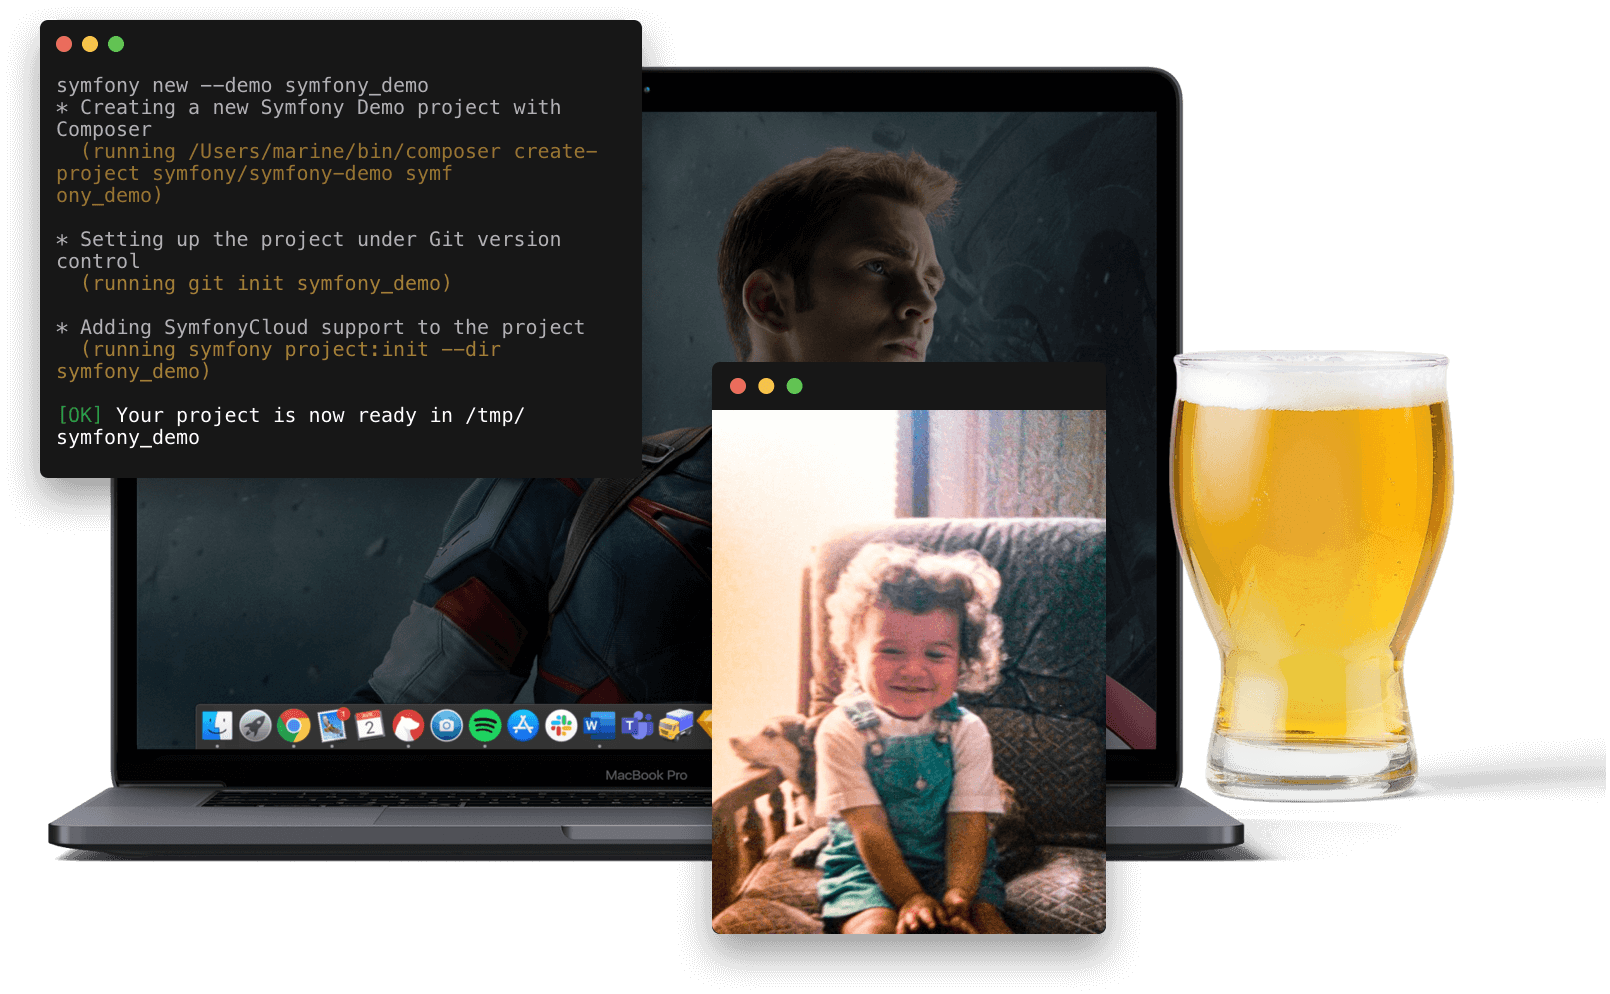 symfony new --demo symfony_demo
* Creating a new Symfony Demo project with
Composer
(running /Users/marine/bin/composer create-
project symfony/symfony-demo symf
ony_demo)
* Setting up the project under Git version
control
(running git init symfony_demo)
* Adding SymfonyCloud support to the project
(running symfony project:init --dir
symfony_demo)
[OK] Your project is now ready in /tmp/
symfony_demo
1
2
W
T
MacBook Pro